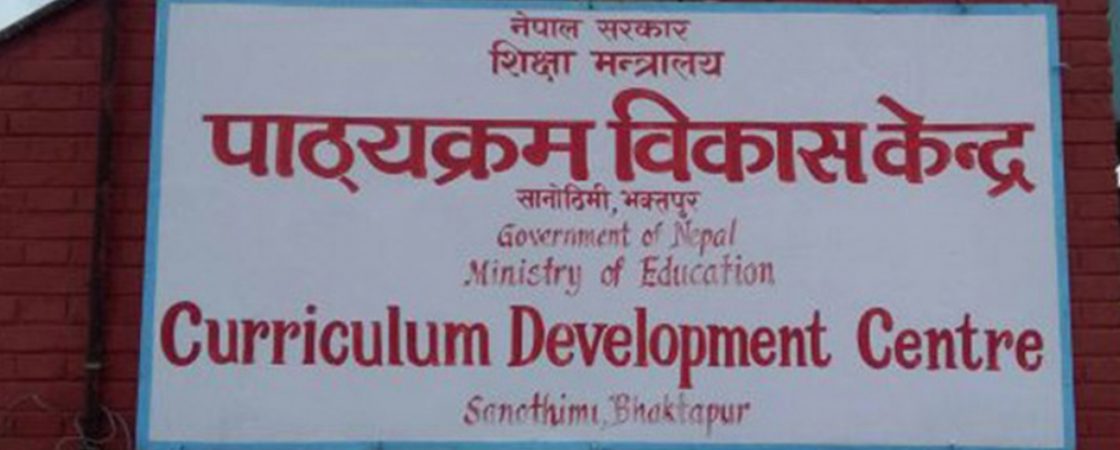 नेपाल सरकार
शिक्षा मन्त्रालय
पाठ्यक्रम विकास केन्द्र
सानोठिमी, भक्तपुर
Government of Nepal
Ministry of Education
Curriculum Development Centre
Sanothimi, Bhaktapur